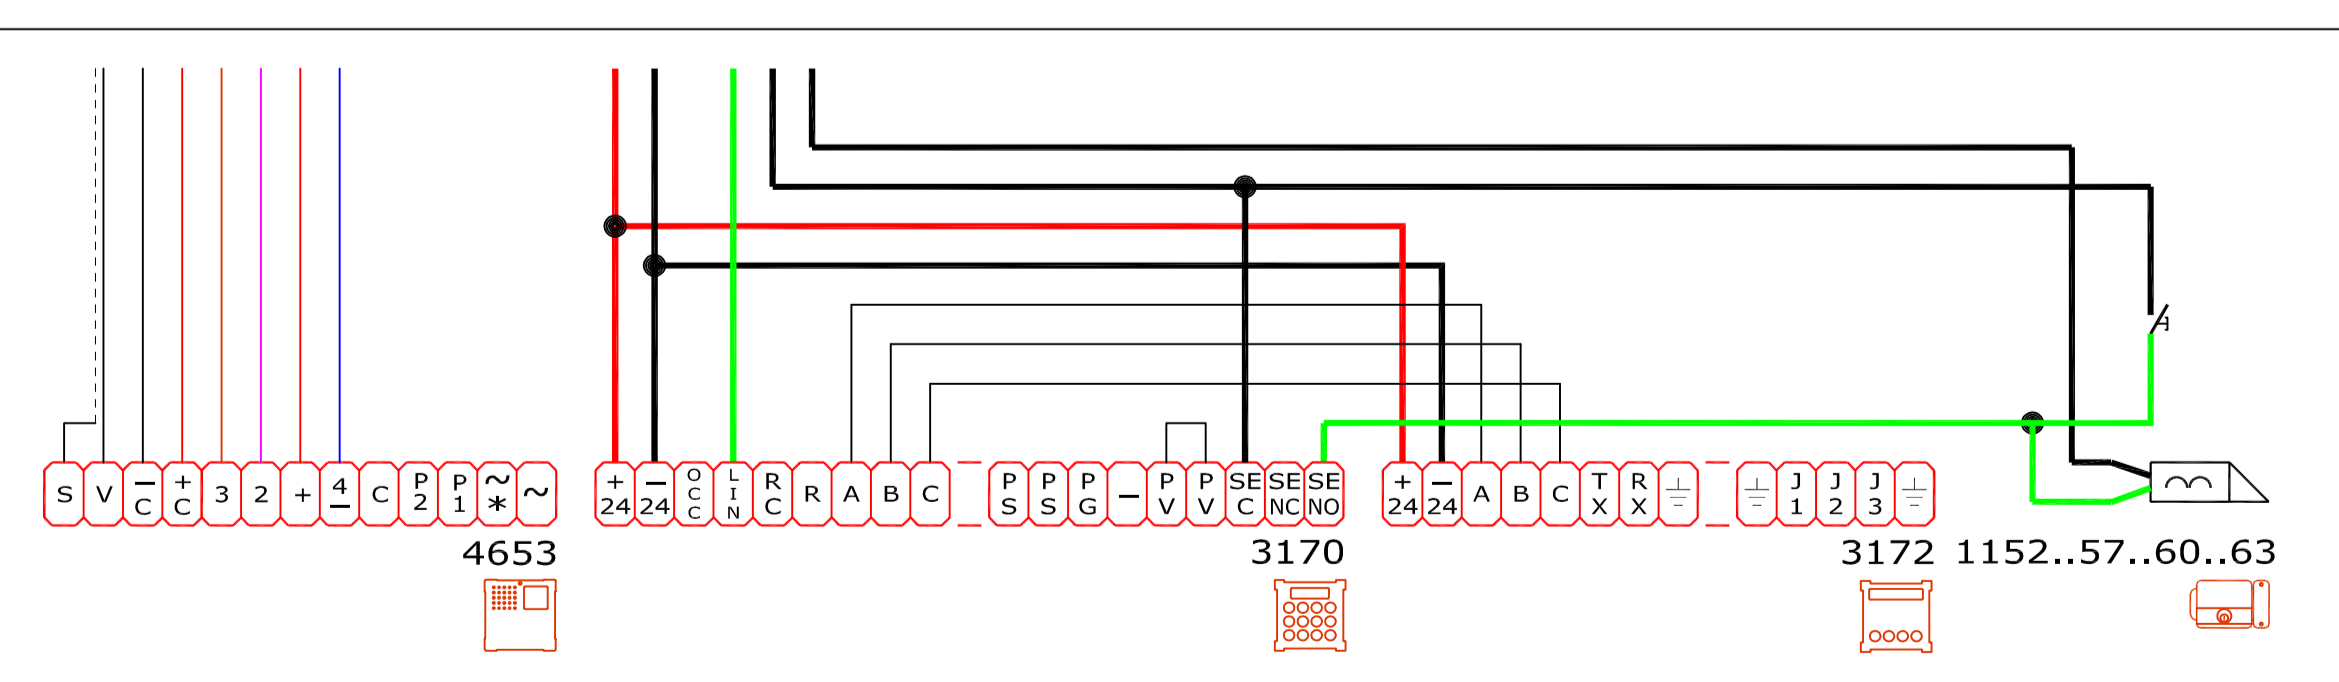 S V —C +C 3 2 + 4— C P2 P1 ~* ~
+24 —24 OCC LIN RC R A B C PS PS PG — PV PV SEC SENC SENO
+24 —24 A B C TX RX J1 J2 J3
A
4653 3170 3172 1152..57..60..63